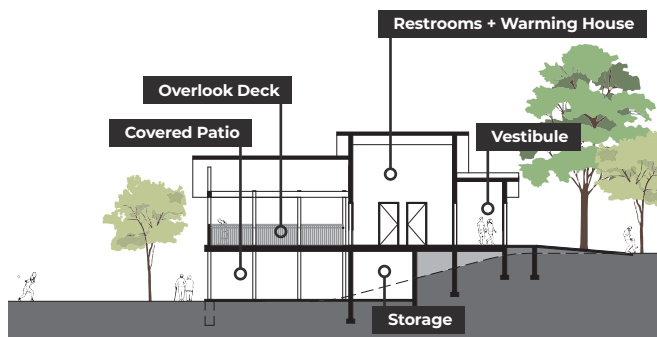 Restrooms + Warming House
Overlook Deck
Covered Patio
Vestibule
Storage